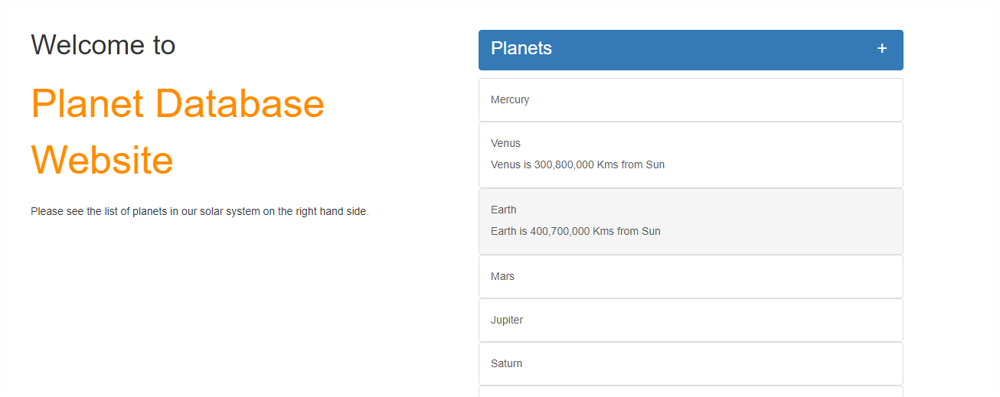 Welcome to
Planet Database
Website
Please see the list of planets in our solar system on the right hand side.
Planets +
Mercury
Venus
Venus is 300,800,000 Kms from Sun
Earth
Earth is 400,700,000 Kms from Sun
Mars
Jupiter
Saturn